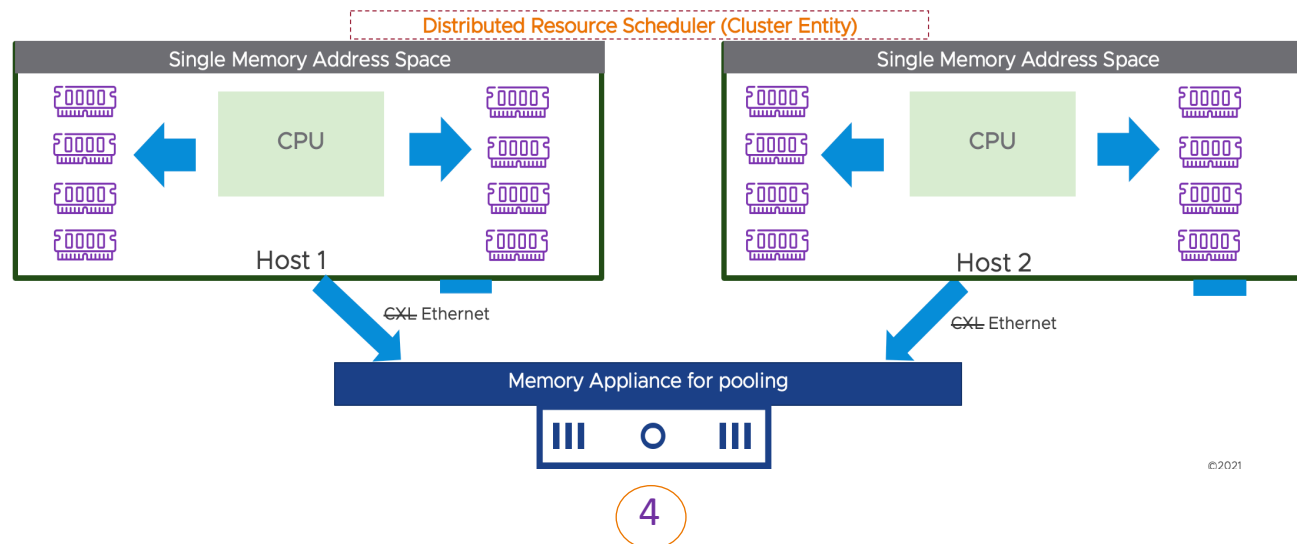 Distributed Resource Scheduler (Cluster Entity)
Single Memory Address Space
Single Memory Address Space
CPU
CPU
Host 1
Host 2
CXL Ethernet
CXL Ethernet
Memory Appliance for pooling
©2021
4